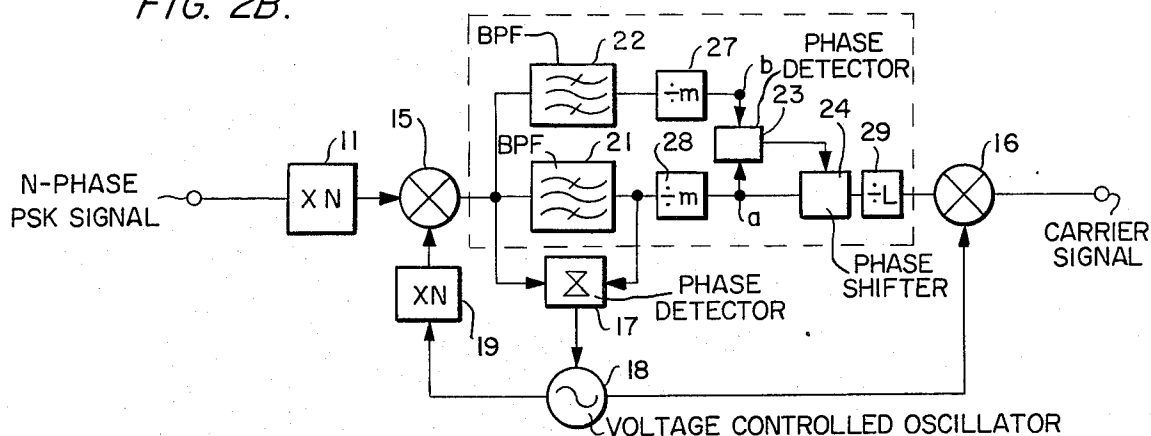 FIG. 2B.
BPF
22
27
b
PHASE
DETECTOR
÷m
23
24
BPF
21
28
29
16
11
15
N-PHASE
PSK SIGNAL
XN
÷m
a
÷L
CARRIER
SIGNAL
PHASE
SHIFTER
XN
19
PHASE
DETECTOR
17
18
VOLTAGE CONTROLLED OSCILLATOR